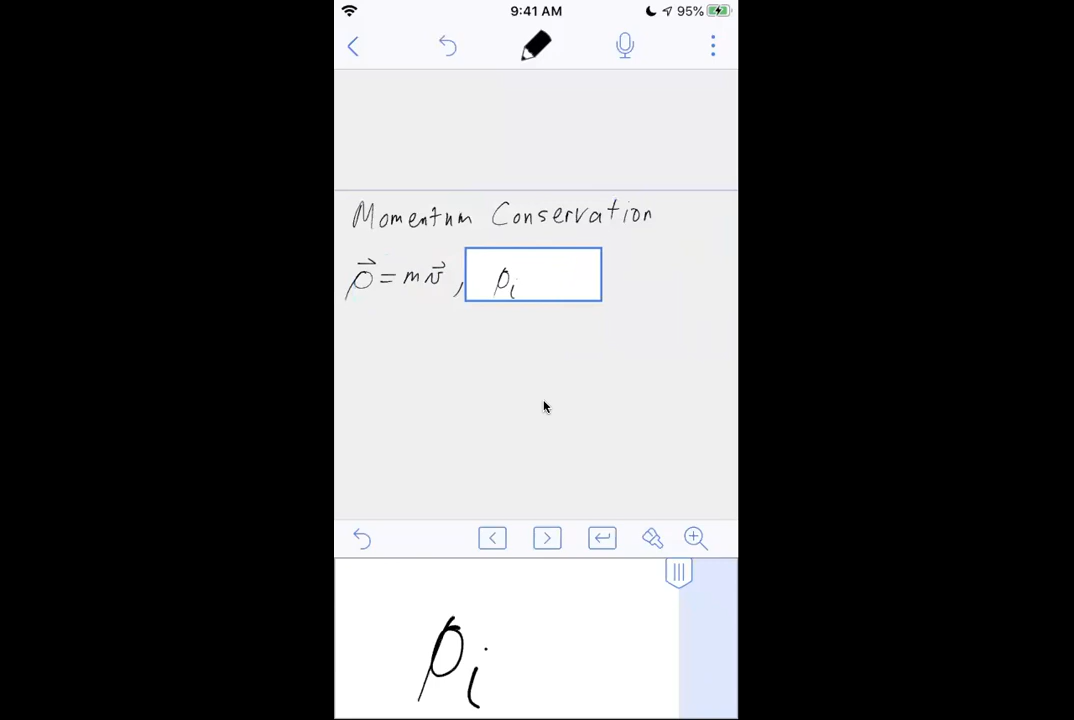 9:41 AM 95%
Momentum Conservation
p⃗ = mv⃗, pᵢ
pᵢ